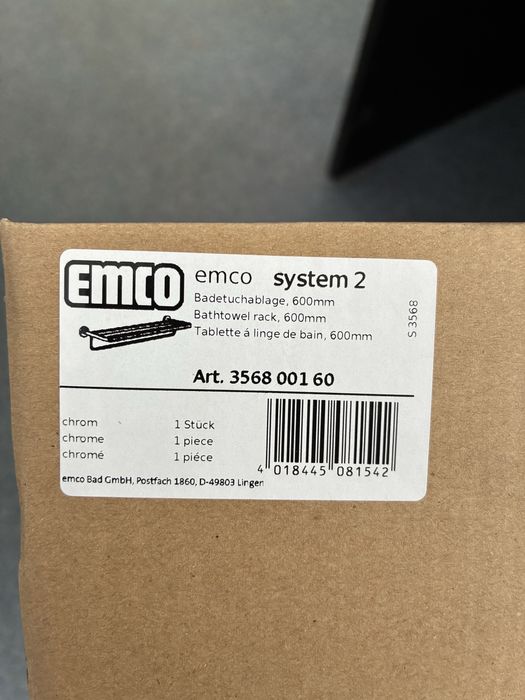 EMCO
emco system 2
Badetuchablage, 600mm
Bathtowel rack, 600mm
Tablette á linge de bain, 600mm
S 3568
Art. 3568 001 60
chrom 1 Stück
chrome 1 piece
chromé 1 piéce
4 018445 081542
emco Bad GmbH, Postfach 1860, D-49803 Lingen